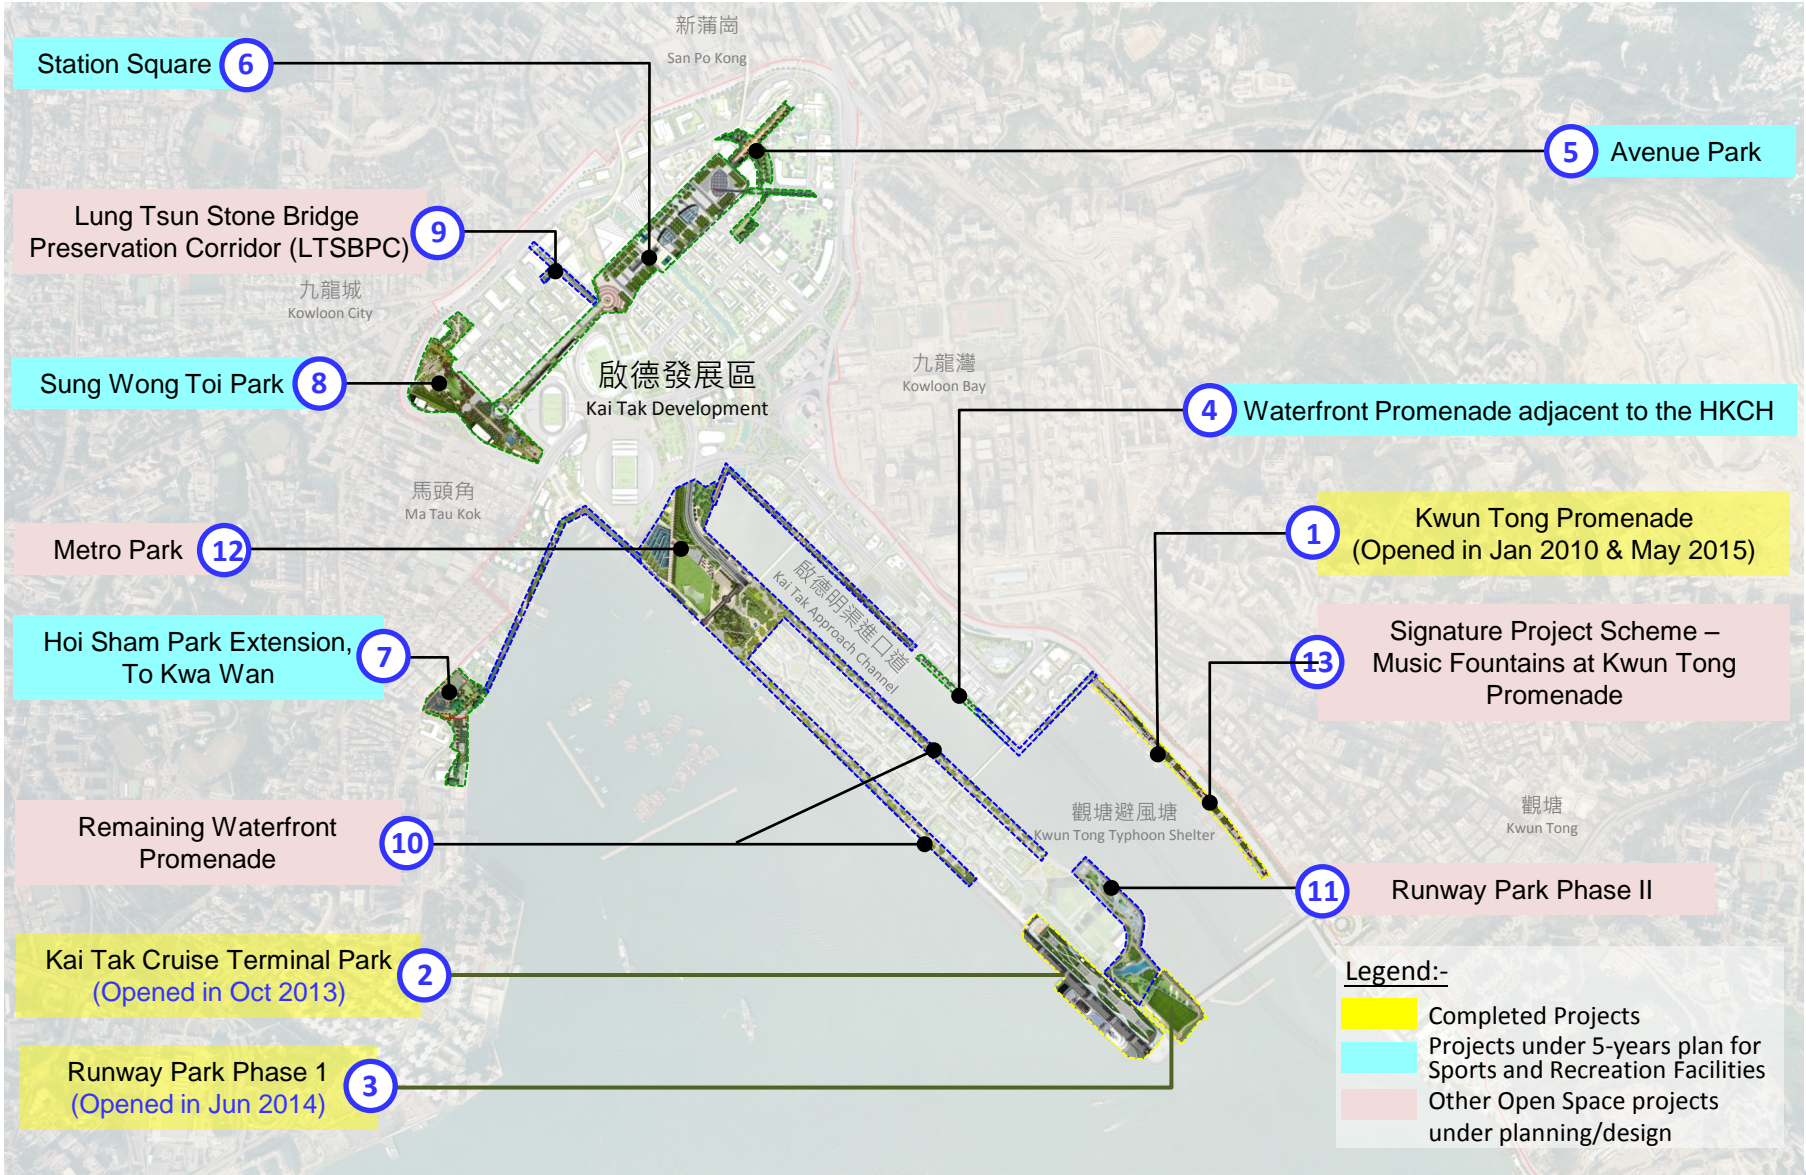 新蒲崗
San Po Kong
Station Square
6
5
Avenue Park
Lung Tsun Stone Bridge
Preservation Corridor (LTSBPC)
9
九龍城
Kowloon City
Sung Wong Toi Park
8
啟德發展區
Kai Tak Development
九龍灣
Kowloon Bay
4
Waterfront Promenade adjacent to the HKCH
馬頭角
Ma Tau Kok
1
Kwun Tong Promenade
(Opened in Jan 2010 & May 2015)
Metro Park
12
啟德明渠進口道
Kai Tak Approach Channel
Hoi Sham Park Extension,
To Kwa Wan
7
13
Signature Project Scheme –
Music Fountains at Kwun Tong
Promenade
觀塘避風塘
Kwun Tong Typhoon Shelter
觀塘
Kwun Tong
Remaining Waterfront
Promenade
10
11
Runway Park Phase II
Kai Tak Cruise Terminal Park
(Opened in Oct 2013)
2
Runway Park Phase 1
(Opened in Jun 2014)
3
Legend:-
Completed Projects
Projects under 5-years plan for
Sports and Recreation Facilities
Other Open Space projects
under planning/design